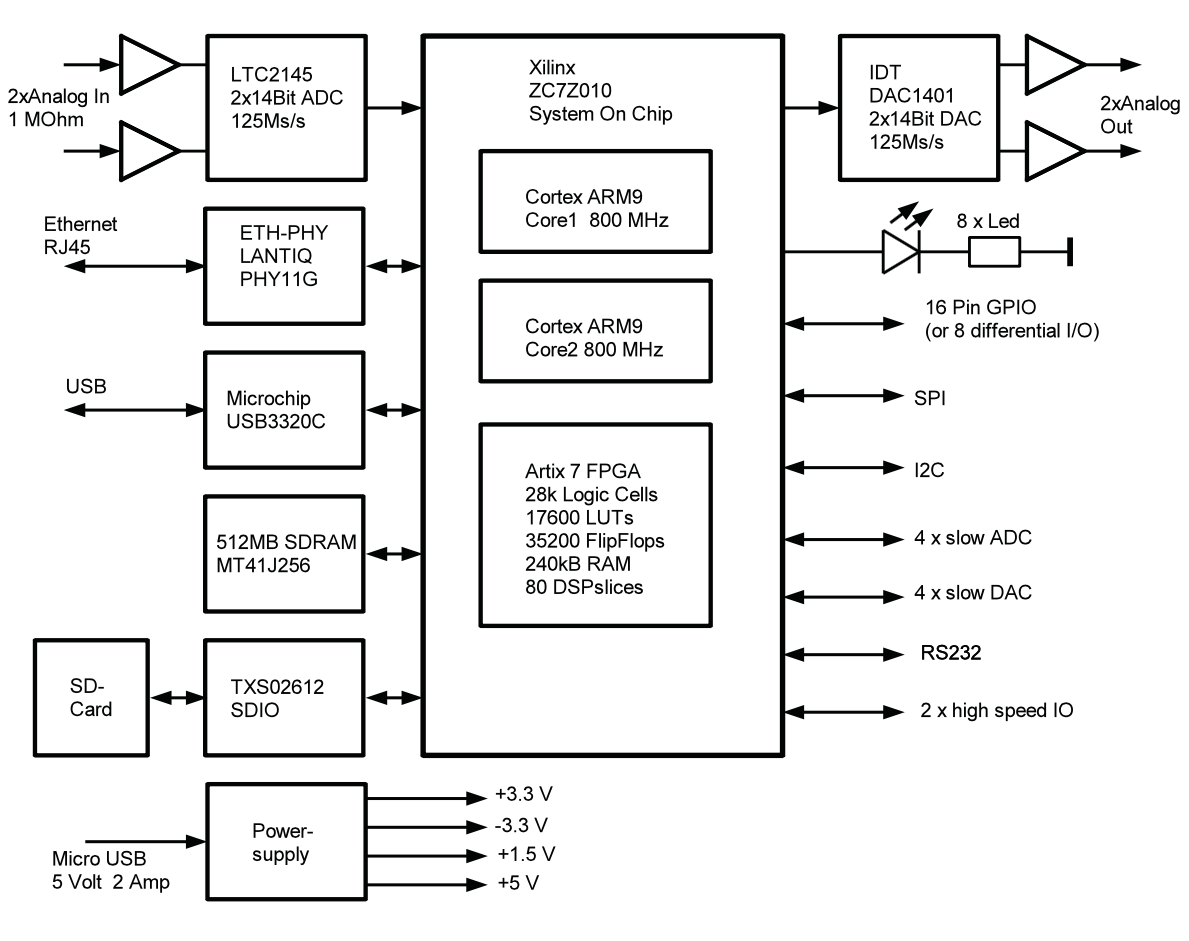 2xAnalog In
1 MOhm
LTC2145
2x14Bit ADC
125Ms/s
Xilinx
ZC7Z010
System On Chip
IDT
DAC1401
2x14Bit DAC
125Ms/s
2xAnalog
Out
Cortex ARM9
Core1  800 MHz
Ethernet
RJ45
ETH-PHY
LANTIQ
PHY11G
8 x Led
Cortex ARM9
Core2 800 MHz
16 Pin GPIO
(or 8 differential I/O)
USB
Microchip
USB3320C
SPI
Artix 7 FPGA
28k Logic Cells
17600 LUTs
35200 FlipFlops
240kB RAM
80 DSPslices
I2C
512MB SDRAM
MT41J256
4 x slow ADC
4 x slow DAC
SD-
Card
TXS02612
SDIO
RS232
2 x high speed IO
Micro USB
5 Volt  2 Amp
Power-
supply
+3.3 V
-3.3 V
+1.5 V
+5 V